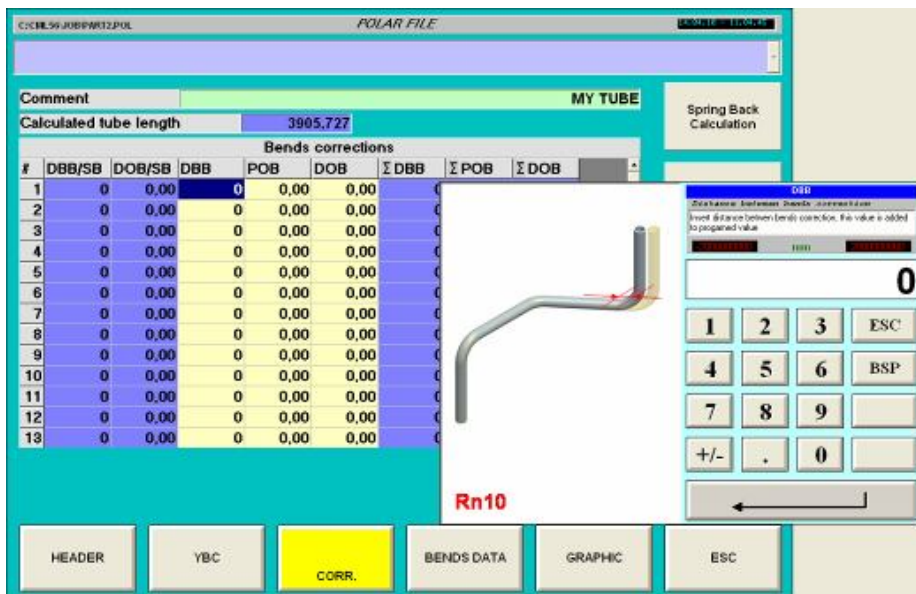 POLAR FILE
Comment MY TUBE
Calculated tube length 3905,727
Bends corrections
# DBB/SB DOB/SB DBB POB DOB Σ DBB Σ POB Σ DOB
1 0 0,00 0 0,00 0,00 0
2 0 0,00 0 0,00 0,00
3 0 0,00 0 0,00 0,00
4 0 0,00 0 0,00 0,00
5 0 0,00 0 0,00 0,00
6 0 0,00 0 0,00 0,00
7 0 0,00 0 0,00 0,00
8 0 0,00 0 0,00 0,00
9 0 0,00 0 0,00 0,00
10 0 0,00 0 0,00 0,00
11 0 0,00 0 0,00 0,00
12 0 0,00 0 0,00 0,00
13 0 0,00 0 0,00 0,00
Spring Back
Calculation
DBB
Distance between bends correction
Insert distance betwen bends correction, this value is added
to progamed value
mm
0
1 2 3 ESC
4 5 6 BSP
7 8 9
+/- . 0
Rn10
HEADER YBC CORR. BENDS DATA GRAPHIC ESC